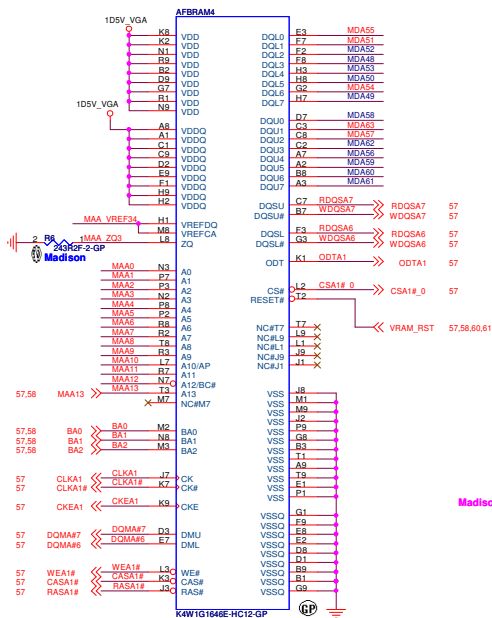 AFBRAM4
1D5V_VGA
K8 VDD
K2 VDD
N1 VDD
R9 VDD
B2 VDD
D9 VDD
G7 VDD
R1 VDD
N9 VDD
1D5V_VGA
A8 VDDQ
A1 VDDQ
C1 VDDQ
C9 VDDQ
D2 VDDQ
E9 VDDQ
F1 VDDQ
H9 VDDQ
H2 VDDQ
MAA_VREF34 H1 VREFDQ
M8 VREFCA
2 R6 1 MAA_ZQ3 L8 ZQ
243R2F-2-GP
Madison
MAA0 N3 A0
MAA1 P7 A1
MAA2 P3 A2
MAA3 N2 A3
MAA4 P8 A4
MAA5 P2 A5
MAA6 R8 A6
MAA7 R2 A7
MAA8 T8 A8
MAA9 R3 A9
MAA10 L7 A10/AP
MAA11 R7 A11
MAA12 N7 A12/BC#
57,58 MAA13 MAA13 T3 A13
M7 NC#M7
57,58 BA0 BA0 M2 BA0
57,58 BA1 BA1 N8 BA1
57,58 BA2 BA2 M3 BA2
57 CLKA1 CLKA1 J7 CK
57 CLKA1# CLKA1# K7 CK#
57 CKEA1 CKEA1 K9 CKE
57 DQMA#7 DQMA#7 D3 DMU
57 DQMA#6 DQMA#6 E7 DML
57 WEA1# WEA1# L3 WE#
57 CASA1# CASA1# K3 CAS#
57 RASA1# RASA1# J3 RAS#
DQL0 E3 MDA55
DQL1 F7 MDA51
DQL2 F2 MDA52
DQL3 F8 MDA48
DQL4 H3 MDA53
DQL5 H8 MDA50
DQL6 G2 MDA54
DQL7 H7 MDA49
DQU0 D7 MDA58
DQU1 C3 MDA63
DQU2 C8 MDA57
DQU3 C2 MDA62
DQU4 A7 MDA56
DQU5 A2 MDA59
DQU6 B8 MDA60
DQU7 A3 MDA61
DQSU C7 RDQSA7 RDQSA7 57
DQSU# B7 WDQSA7 WDQSA7 57
DQSL F3 RDQSA6 RDQSA6 57
DQSL# G3 WDQSA6 WDQSA6 57
ODT K1 ODTA1 ODTA1 57
CS# L2 CSA1#_0 CSA1#_0 57
RESET# T2 VRAM_RST 57,58,60,61
NC#T7 T7
NC#L9 L9
NC#L1 L1
NC#J9 J9
NC#J1 J1
VSS J8
VSS M1
VSS M9
VSS J2
VSS P9
VSS G8
VSS B3
VSS T1
VSS A9
VSS T9
VSS E1
VSS P1
Madiso
VSSQ G1
VSSQ F9
VSSQ E8
VSSQ E2
VSSQ D8
VSSQ D1
VSSQ B9
VSSQ B1
VSSQ G9
K4W1G1646E-HC12-GP
GP